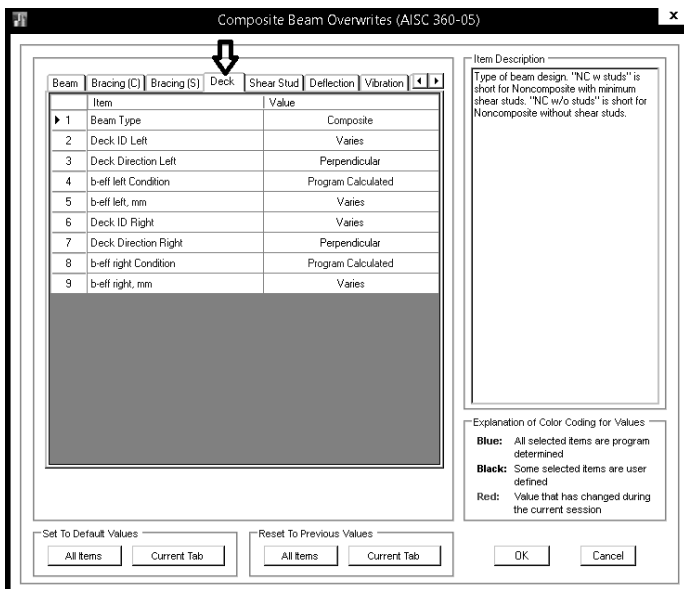 Composite Beam Overwrites (AISC 360-05)
x
Beam Bracing (C) Bracing (S) Deck Shear Stud Deflection Vibration
Item Value
1 Beam Type Composite
2 Deck ID Left Varies
3 Deck Direction Left Perpendicular
4 b-eff left Condition Program Calculated
5 b-eff left, mm Varies
6 Deck ID Right Varies
7 Deck Direction Right Perpendicular
8 b-eff right Condition Program Calculated
9 b-eff right, mm Varies
Item Description
Type of beam design. "NC w studs" is
short for Noncomposite with minimum
shear studs. "NC w/o studs" is short for
Noncomposite without shear studs.
Explanation of Color Coding for Values
Blue: All selected items are program
determined
Black: Some selected items are user
defined
Red: Value that has changed during
the current session
Set To Default Values
All Items Current Tab
Reset To Previous Values
All Items Current Tab
OK Cancel